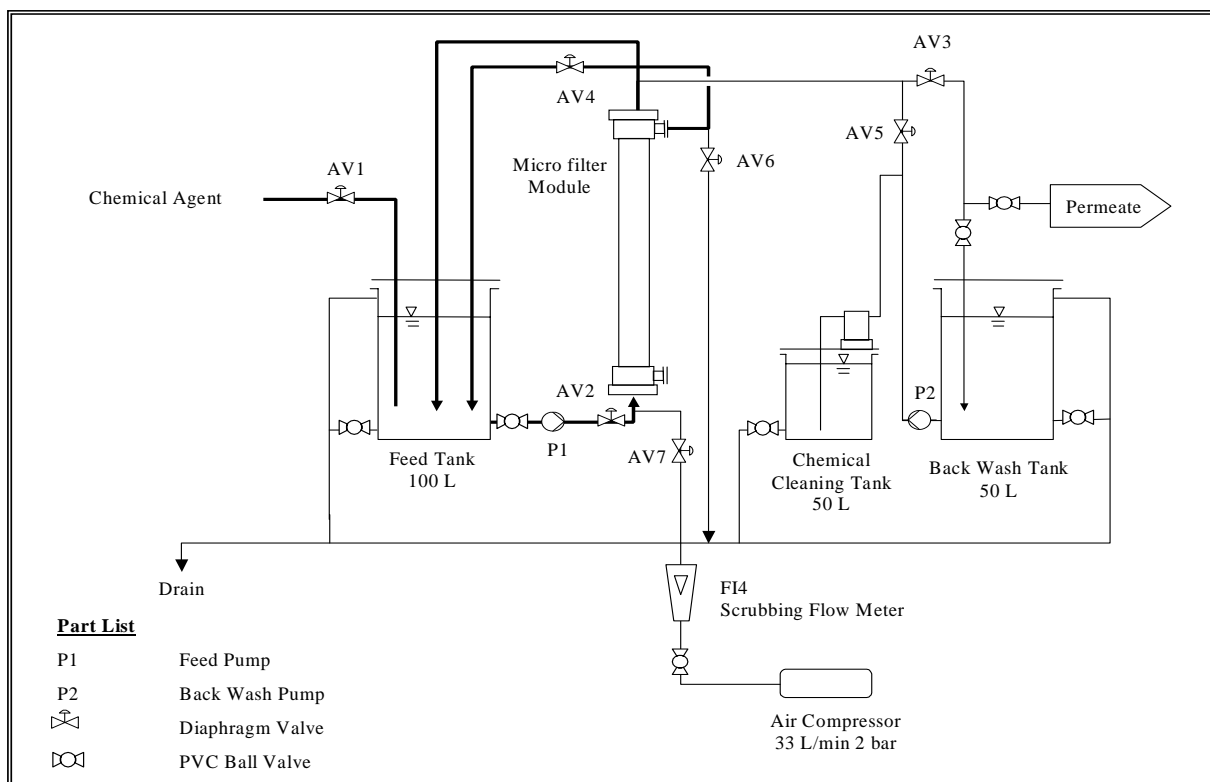 AV3
AV4
AV5
Micro filter
Module
AV6
AV1
Chemical Agent
Permeate
AV2
P2
P1
AV7
Feed Tank
100 L
Chemical
Cleaning Tank
50 L
Back Wash Tank
50 L
Drain
FI4
Scrubbing Flow Meter
Part List
P1 Feed Pump
P2 Back Wash Pump
Diaphragm Valve
PVC Ball Valve
Air Compressor
33 L/min 2 bar